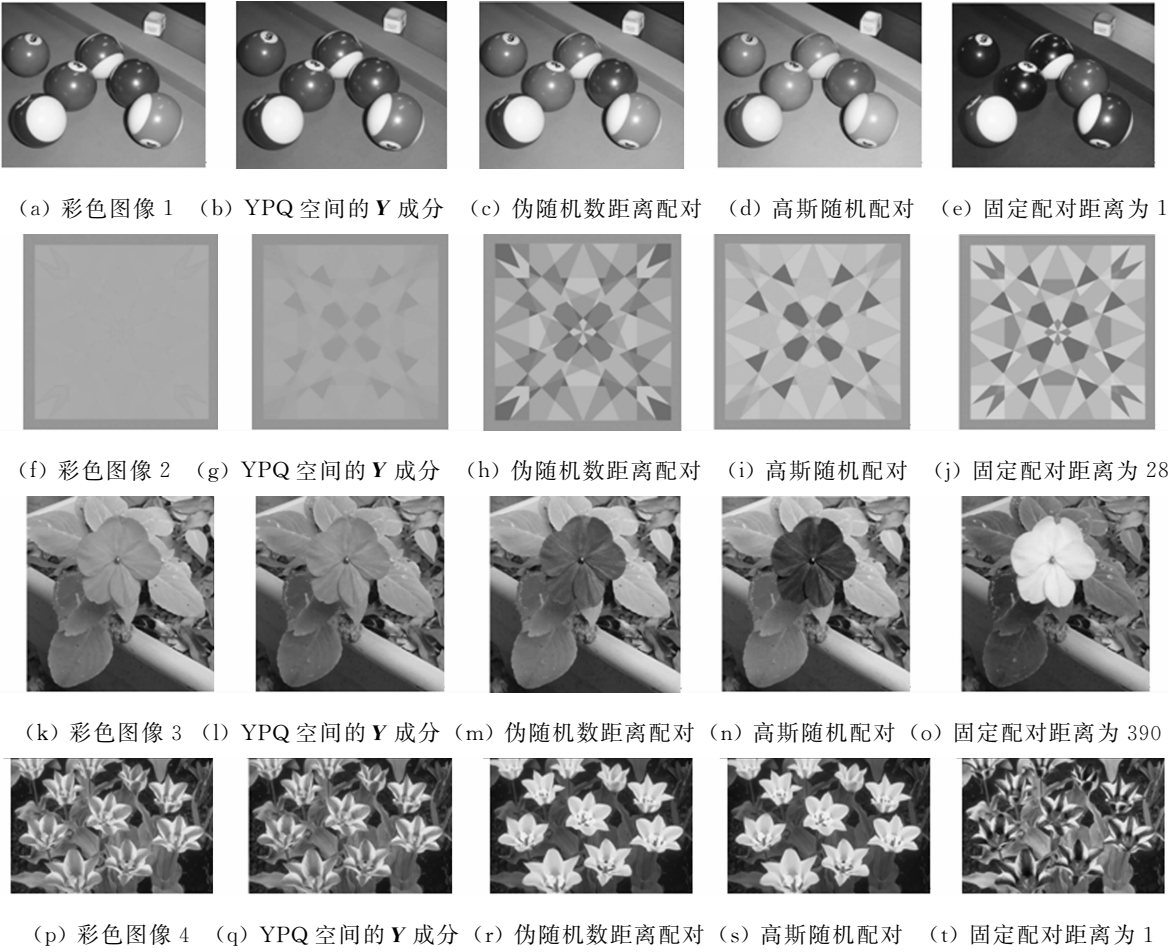 (a) 彩色图像 1 (b) YPQ 空间的 Y 成分 (c) 伪随机数距离配对 (d) 高斯随机配对 (e) 固定配对距离为 1
(f) 彩色图像 2 (g) YPQ 空间的 Y 成分 (h) 伪随机数距离配对 (i) 高斯随机配对 (j) 固定配对距离为 28
(k) 彩色图像 3 (l) YPQ 空间的 Y 成分 (m) 伪随机数距离配对 (n) 高斯随机配对 (o) 固定配对距离为 390
(p) 彩色图像 4 (q) YPQ 空间的 Y 成分 (r) 伪随机数距离配对 (s) 高斯随机配对 (t) 固定配对距离为 1